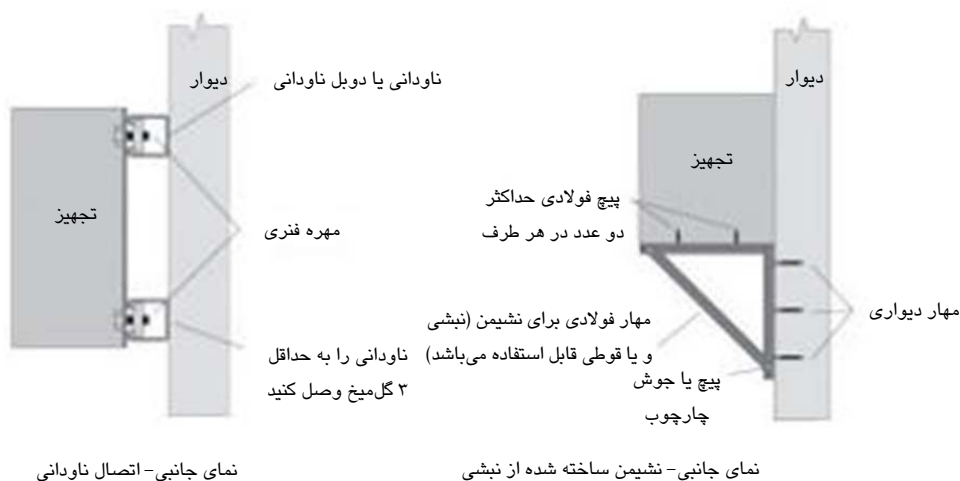 دیوار
تجهیز
پیچ فولادی حداکثر
دو عدد در هر طرف
مهار دیواری
مهار فولادی برای نشیمن (نبشی
و یا قوطی قابل استفاده می‌باشد)
پیچ یا جوش
چارچوب
نمای جانبی- نشیمن ساخته شده از نبشی
ناودانی یا دوبل ناودانی
دیوار
تجهیز
مهره فنری
ناودانی را به حداقل
۳ گل‌میخ وصل کنید
نمای جانبی- اتصال ناودانی